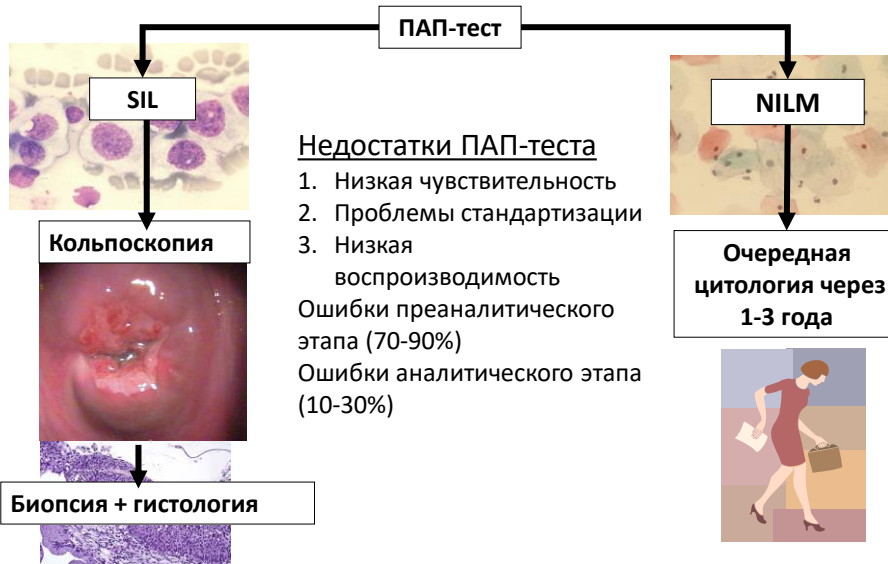 ПАП-тест
SIL
NILM
Недостатки ПАП-теста
1. Низкая чувствительность
2. Проблемы стандартизации
3. Низкая
воспроизводимость
Ошибки преаналитического
этапа (70-90%)
Ошибки аналитического этапа
(10-30%)
Кольпоскопия
Очередная
цитология через
1-3 года
Биопсия + гистология